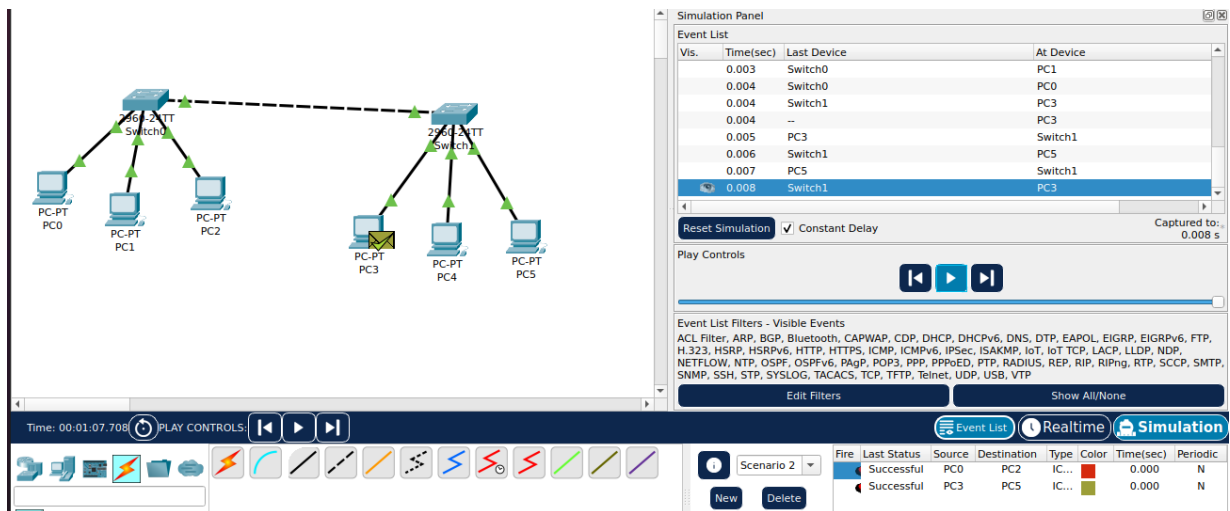 Simulation Panel
Event List
Vis. Time(sec) Last Device At Device
0.003 Switch0 PC1
0.004 Switch0 PC0
0.004 Switch1 PC3
0.004 -- PC3
0.005 PC3 Switch1
0.006 Switch1 PC5
0.007 PC5 Switch1
0.008 Switch1 PC3
Reset Simulation Constant Delay
Captured to:
0.008 s
Play Controls
Event List Filters - Visible Events
ACL Filter, ARP, BGP, Bluetooth, CAPWAP, CDP, DHCP, DHCPv6, DNS, DTP, EAPOL, EIGRP, EIGRPv6, FTP,
H.323, HSRP, HSRPv6, HTTP, HTTPS, ICMP, ICMPv6, IPSec, ISAKMP, IoT, IoT TCP, LACP, LLDP, NDP,
NETFLOW, NTP, OSPF, OSPFv6, PAgP, POP3, PPP, PPPoED, PTP, RADIUS, REP, RIP, RIPng, RTP, SCCP, SMTP,
SNMP, SSH, STP, SYSLOG, TACACS, TCP, TFTP, Telnet, UDP, USB, VTP
Edit Filters Show All/None
2960-24TT
Switch0
2960-24TT
Switch1
PC-PT
PC0
PC-PT
PC1
PC-PT
PC2
PC-PT
PC3
PC-PT
PC4
PC-PT
PC5
Time: 00:01:07.708 PLAY CONTROLS:
Event List Realtime Simulation
Scenario 2
New Delete
Fire Last Status Source Destination Type Color Time(sec) Periodic
Successful PC0 PC2 IC... 0.000 N
Successful PC3 PC5 IC... 0.000 N